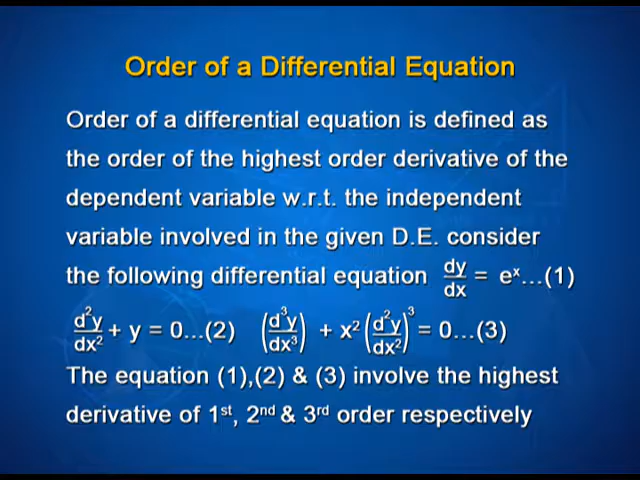 Order of a Differential Equation
Order of a differential equation is defined as
the order of the highest order derivative of the
dependent variable w.r.t. the independent
variable involved in the given D.E. consider
the following differential equation dy/dx = eˣ...(1)
d²y/dx² + y = 0...(2) (d³y/dx³) + x² (d²y/dx²)³ = 0...(3)
The equation (1),(2) & (3) involve the highest
derivative of 1ˢᵗ, 2ⁿᵈ & 3ʳᵈ order respectively